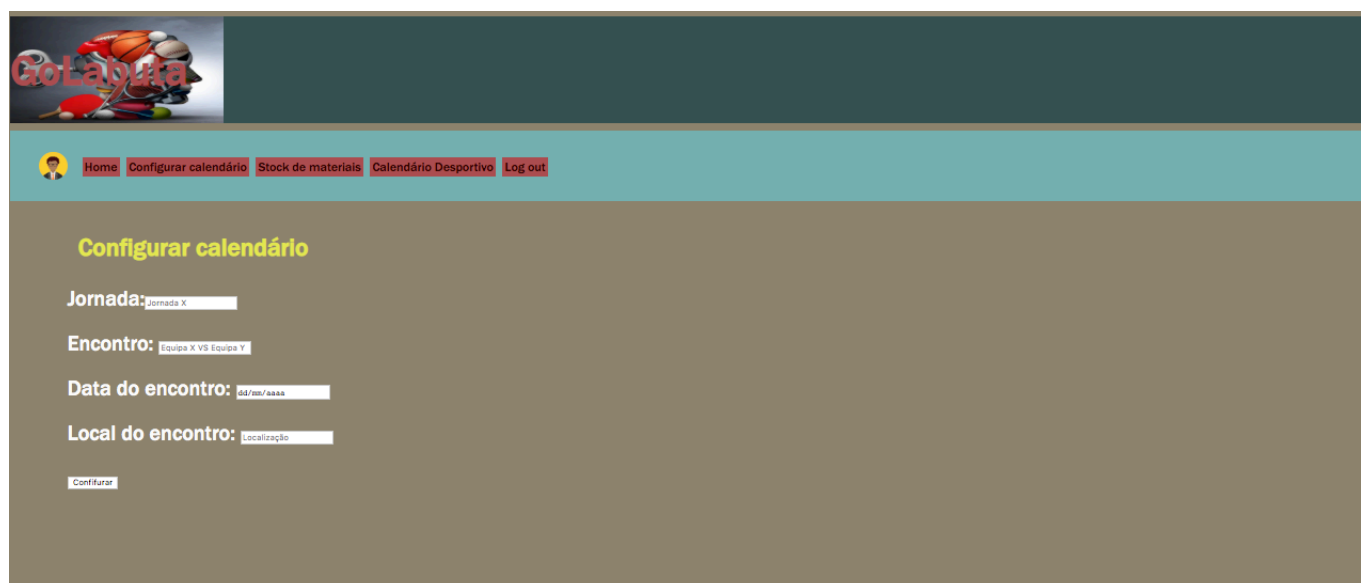 GoLabuta
Home Configurar calendário Stock de materiais Calendário Desportivo Log out
Configurar calendário
Jornada: Jornada X
Encontro: Equipa X VS Equipa Y
Data do encontro: dd/mm/aaaa
Local do encontro: Localização
Confifurar